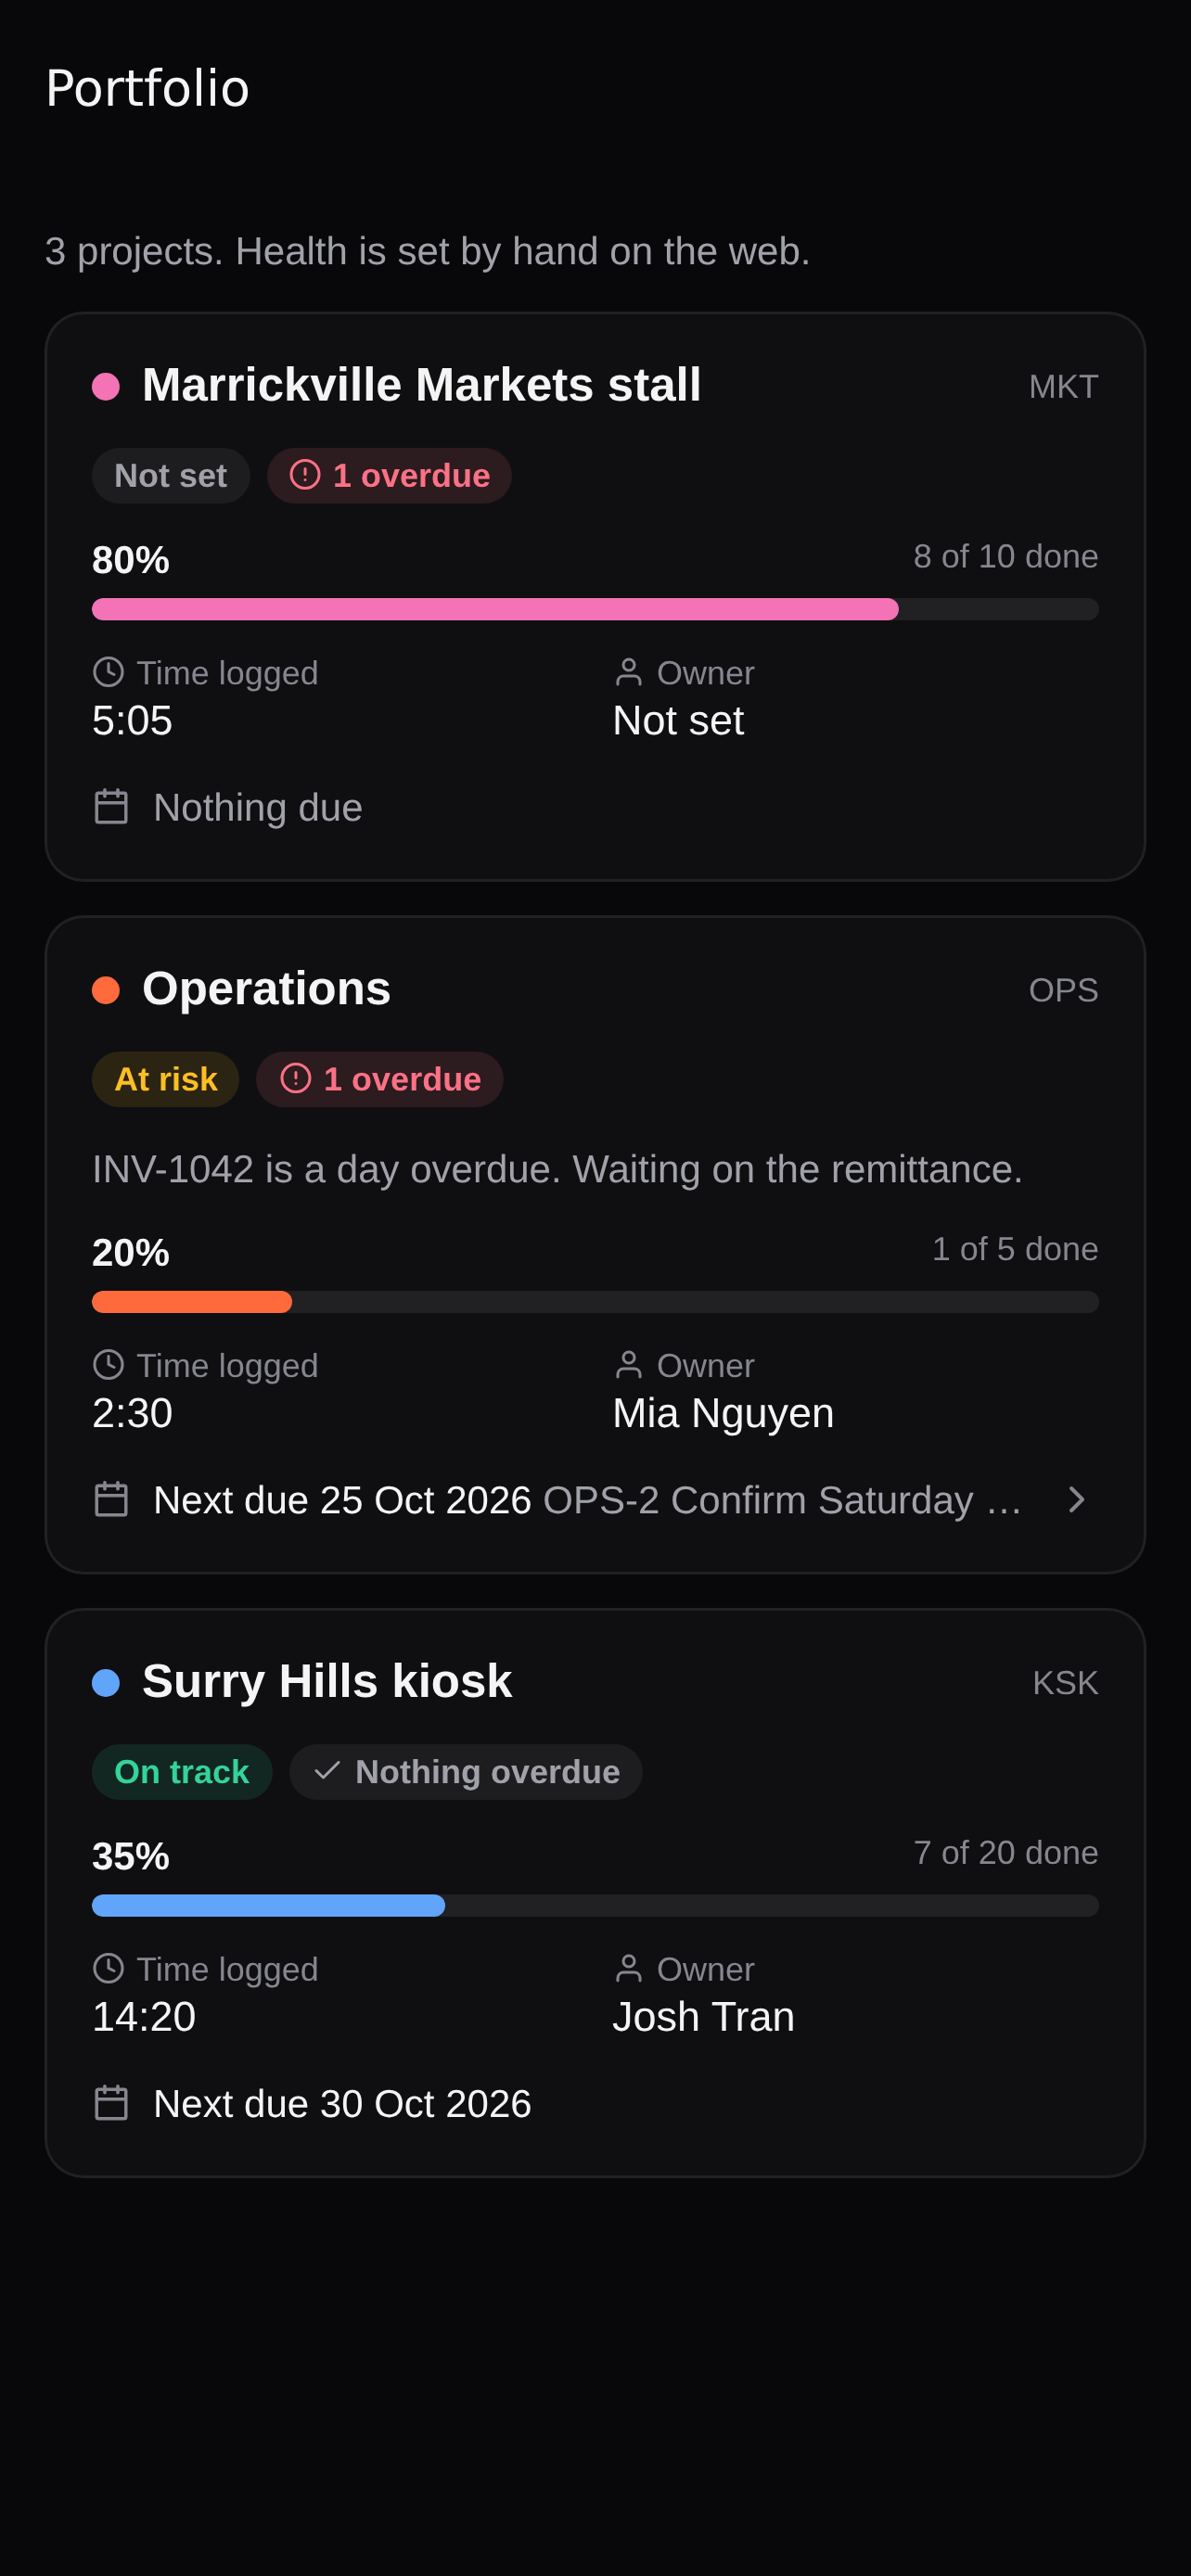 Portfolio
3 projects. Health is set by hand on the web.
Marrickville Markets stall MKT
Not set 1 overdue
80% 8 of 10 done
Time logged Owner
5:05 Not set
Nothing due
Operations OPS
At risk 1 overdue
INV-1042 is a day overdue. Waiting on the remittance.
20% 1 of 5 done
Time logged Owner
2:30 Mia Nguyen
Next due 25 Oct 2026 OPS-2 Confirm Saturday …
Surry Hills kiosk KSK
On track Nothing overdue
35% 7 of 20 done
Time logged Owner
14:20 Josh Tran
Next due 30 Oct 2026